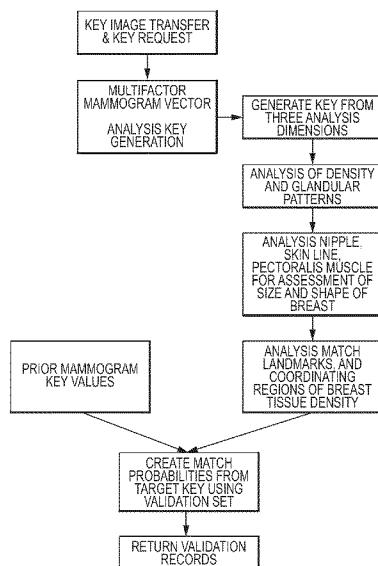 KEY IMAGE TRANSFER
& KEY REQUEST
MULTIFACTOR
MAMMOGRAM VECTOR
ANALYSIS KEY
GENERATION
GENERATE KEY FROM
THREE ANALYSIS
DIMENSIONS
ANALYSIS OF DENSITY
AND GLANDULAR
PATTERNS
ANALYSIS NIPPLE,
SKIN LINE,
PECTORALIS MUSCLE
FOR ASSESSMENT OF
SIZE AND SHAPE OF
BREAST
ANALYSIS MATCH
LANDMARKS, AND
COORDINATING
REGIONS OF BREAST
TISSUE DENSITY
PRIOR MAMMOGRAM
KEY VALUES
CREATE MATCH
PROBABILITIES FROM
TARGET KEY USING
VALIDATION SET
RETURN VALIDATION
RECORDS